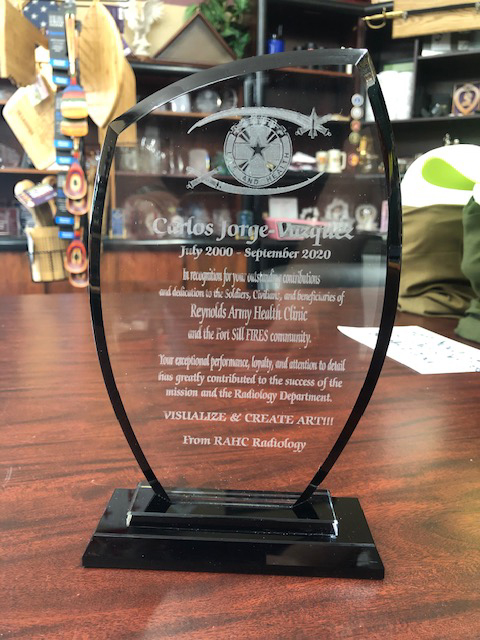 Carlos Jorge-Vazquez
July 2000 - September 2020
In recognition for your outstanding contributions
and dedication to the Soldiers, Civilians, and beneficiaries of
Reynolds Army Health Clinic
and the Fort Sill FIRES community.
Your exceptional performance, loyalty, and attention to detail
has greatly contributed to the success of the
mission and the Radiology Department.
VISUALIZE & CREATE ART!!!
From RAHC Radiology